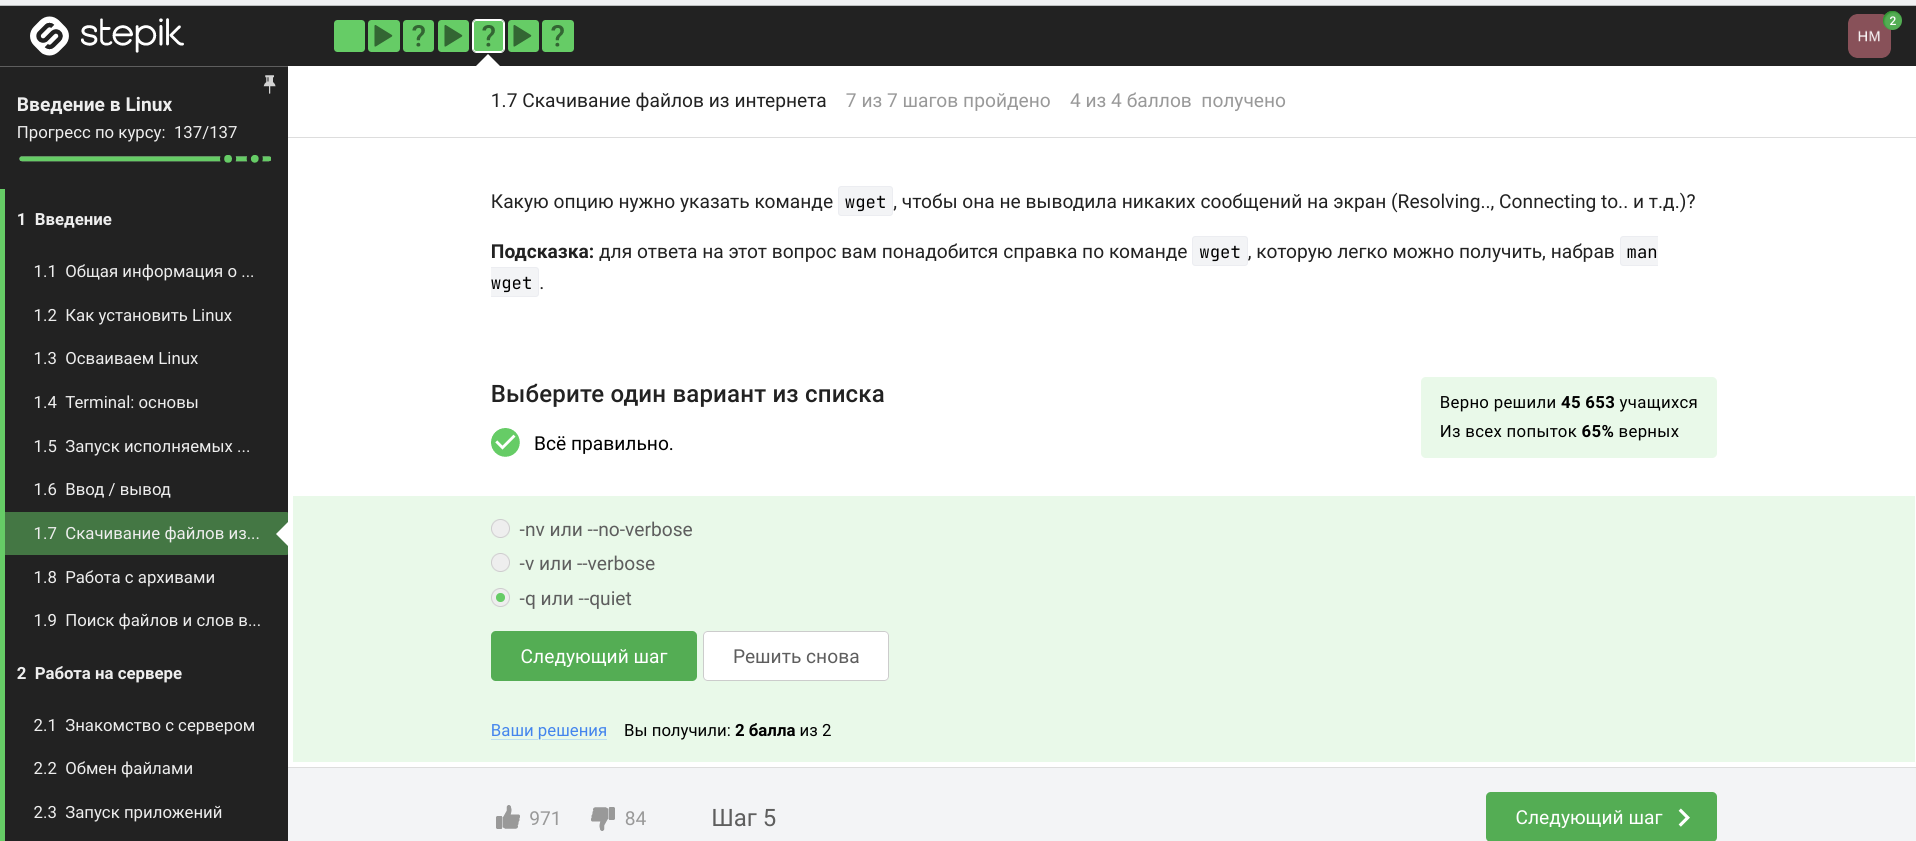 stepik
? ? ?
НМ
2
Введение в Linux
Прогресс по курсу: 137/137
1 Введение
1.1 Общая информация о ...
1.2 Как установить Linux
1.3 Осваиваем Linux
1.4 Terminal: основы
1.5 Запуск исполняемых ...
1.6 Ввод / вывод
1.7 Скачивание файлов из...
1.8 Работа с архивами
1.9 Поиск файлов и слов в...
2 Работа на сервере
2.1 Знакомство с сервером
2.2 Обмен файлами
2.3 Запуск приложений
1.7 Скачивание файлов из интернета 7 из 7 шагов пройдено 4 из 4 баллов получено
Какую опцию нужно указать команде wget, чтобы она не выводила никаких сообщений на экран (Resolving.., Connecting to.. и т.д.)?
Подсказка: для ответа на этот вопрос вам понадобится справка по команде wget, которую легко можно получить, набрав man
wget.
Выберите один вариант из списка
Всё правильно.
Верно решили 45 653 учащихся
Из всех попыток 65% верных
-nv или --no-verbose
-v или --verbose
-q или --quiet
Следующий шаг Решить снова
Ваши решения Вы получили: 2 балла из 2
971 84 Шаг 5 Следующий шаг